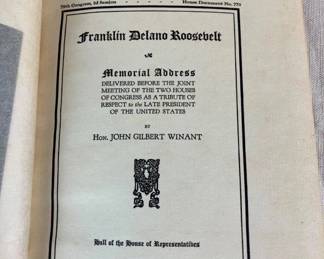 79th Congress, 2d Session - - - - - House Document No. 279
Franklin Delano Roosevelt
Memorial Address
DELIVERED BEFORE THE JOINT
MEETING OF THE TWO HOUSES
OF CONGRESS AS A TRIBUTE OF
RESPECT to the LATE PRESIDENT
OF THE UNITED STATES
BY
Hon. JOHN GILBERT WINANT
Hall of the House of Representatives